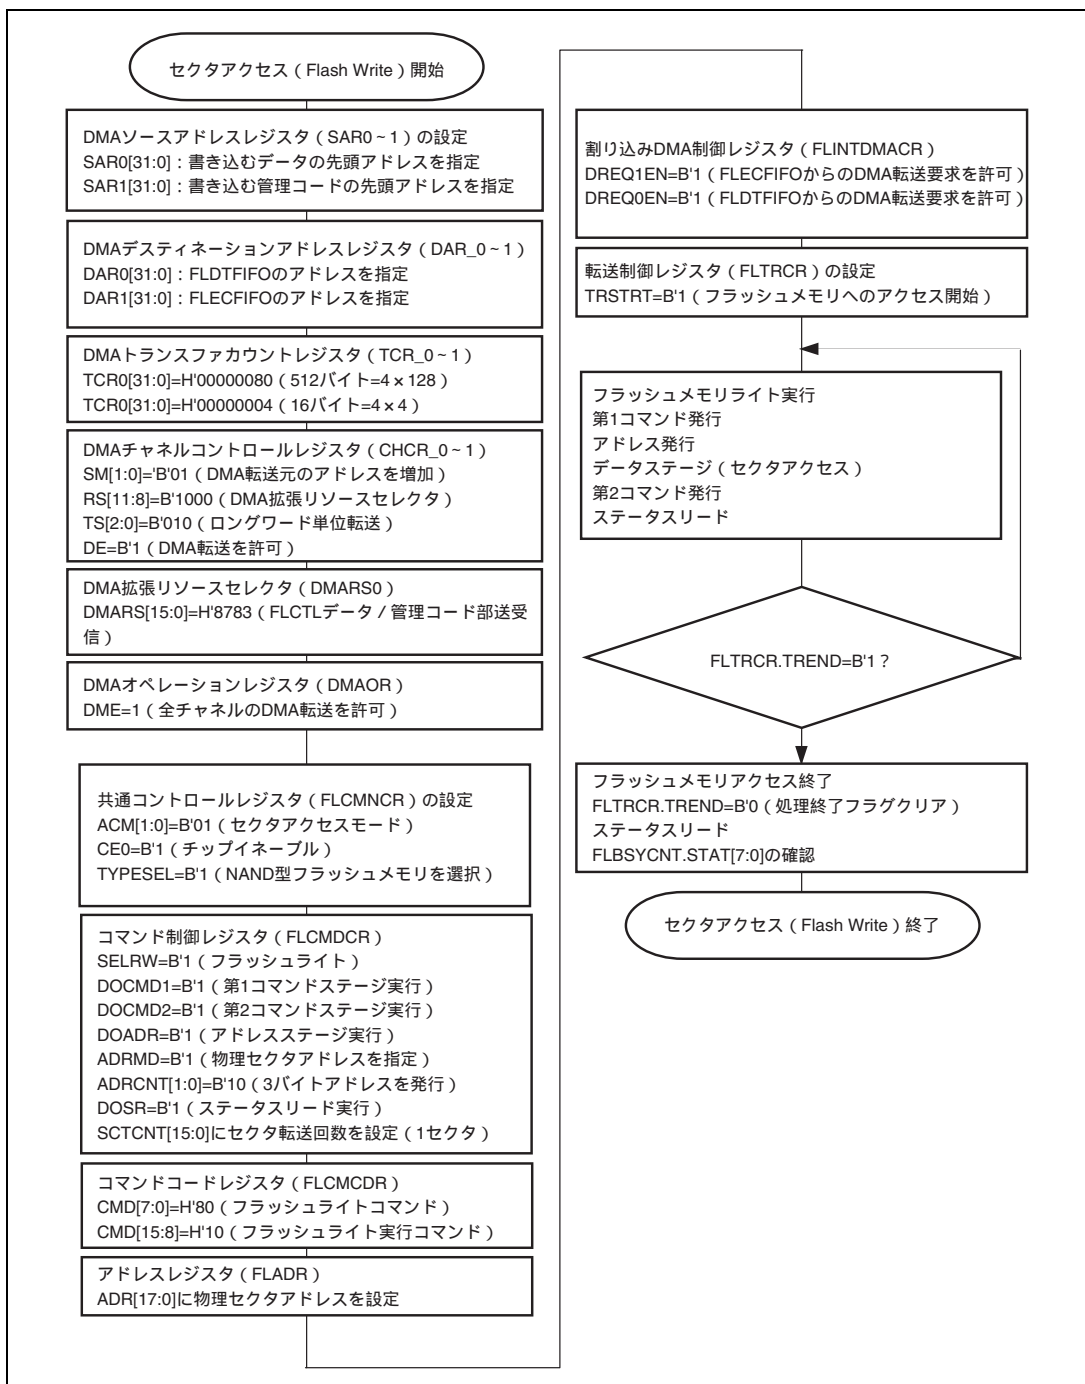 セクタアクセス（Flash Write）開始
DMAソースアドレスレジスタ（SAR0～1）の設定
SAR0[31:0]：書き込むデータの先頭アドレスを指定
SAR1[31:0]：書き込む管理コードの先頭アドレスを指定
DMAデスティネーションアドレスレジスタ（DAR_0～1）
DAR0[31:0]：FLDTFIFOのアドレスを指定
DAR1[31:0]：FLECFIFOのアドレスを指定
DMAトランスファカウントレジスタ（TCR_0～1）
TCR0[31:0]=H'00000080（512バイト=4×128）
TCR0[31:0]=H'00000004（16バイト=4×4）
DMAチャネルコントロールレジスタ（CHCR_0～1）
SM[1:0]='B'01（DMA転送元のアドレスを増加）
RS[11:8]=B'1000（DMA拡張リソースセレクタ）
TS[2:0]=B'010（ロングワード単位転送）
DE=B'1（DMA転送を許可）
DMA拡張リソースセレクタ（DMARS0）
DMARS[15:0]=H'8783（FLCTLデータ／管理コード部送受
信）
DMAオペレーションレジスタ（DMAOR）
DME=1（全チャネルのDMA転送を許可）
共通コントロールレジスタ（FLCMNCR）の設定
ACM[1:0]=B'01（セクタアクセスモード）
CE0=B'1（チップイネーブル）
TYPESEL=B'1（NAND型フラッシュメモリを選択）
コマンド制御レジスタ（FLCMDCR）
SELRW=B'1（フラッシュライト）
DOCMD1=B'1（第1コマンドステージ実行）
DOCMD2=B'1（第2コマンドステージ実行）
DOADR=B'1（アドレスステージ実行）
ADRMD=B'1（物理セクタアドレスを指定）
ADRCNT[1:0]=B'10（3バイトアドレスを発行）
DOSR=B'1（ステータスリード実行）
SCTCNT[15:0]にセクタ転送回数を設定（1セクタ）
コマンドコードレジスタ（FLCMCDR）
CMD[7:0]=H'80（フラッシュライトコマンド）
CMD[15:8]=H'10（フラッシュライト実行コマンド）
アドレスレジスタ（FLADR）
ADR[17:0]に物理セクタアドレスを設定
割り込みDMA制御レジスタ（FLINTDMACR）
DREQ1EN=B'1（FLECFIFOからのDMA転送要求を許可）
DREQ0EN=B'1（FLDTFIFOからのDMA転送要求を許可）
転送制御レジスタ（FLTRCR）の設定
TRSTRT=B'1（フラッシュメモリへのアクセス開始）
フラッシュメモリライト実行
第1コマンド発行
アドレス発行
データステージ（セクタアクセス）
第2コマンド発行
ステータスリード
FLTRCR.TREND=B'1？
フラッシュメモリアクセス終了
FLTRCR.TREND=B'0（処理終了フラグクリア）
ステータスリード
FLBSYCNT.STAT[7:0]の確認
セクタアクセス（Flash Write）終了